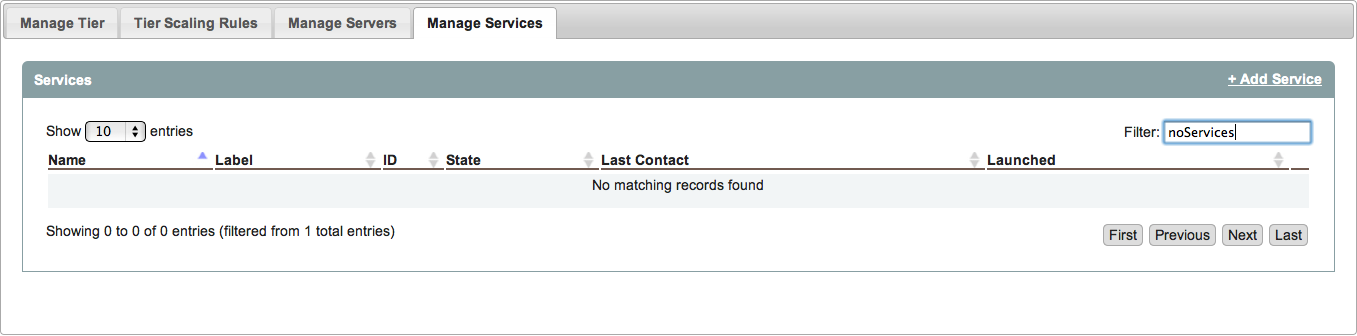 Manage Tier Tier Scaling Rules Manage Servers Manage Services
Services + Add Service
Show 10 entries Filter: noServices
Name Label ID State Last Contact Launched
No matching records found
Showing 0 to 0 of 0 entries (filtered from 1 total entries) First Previous Next Last